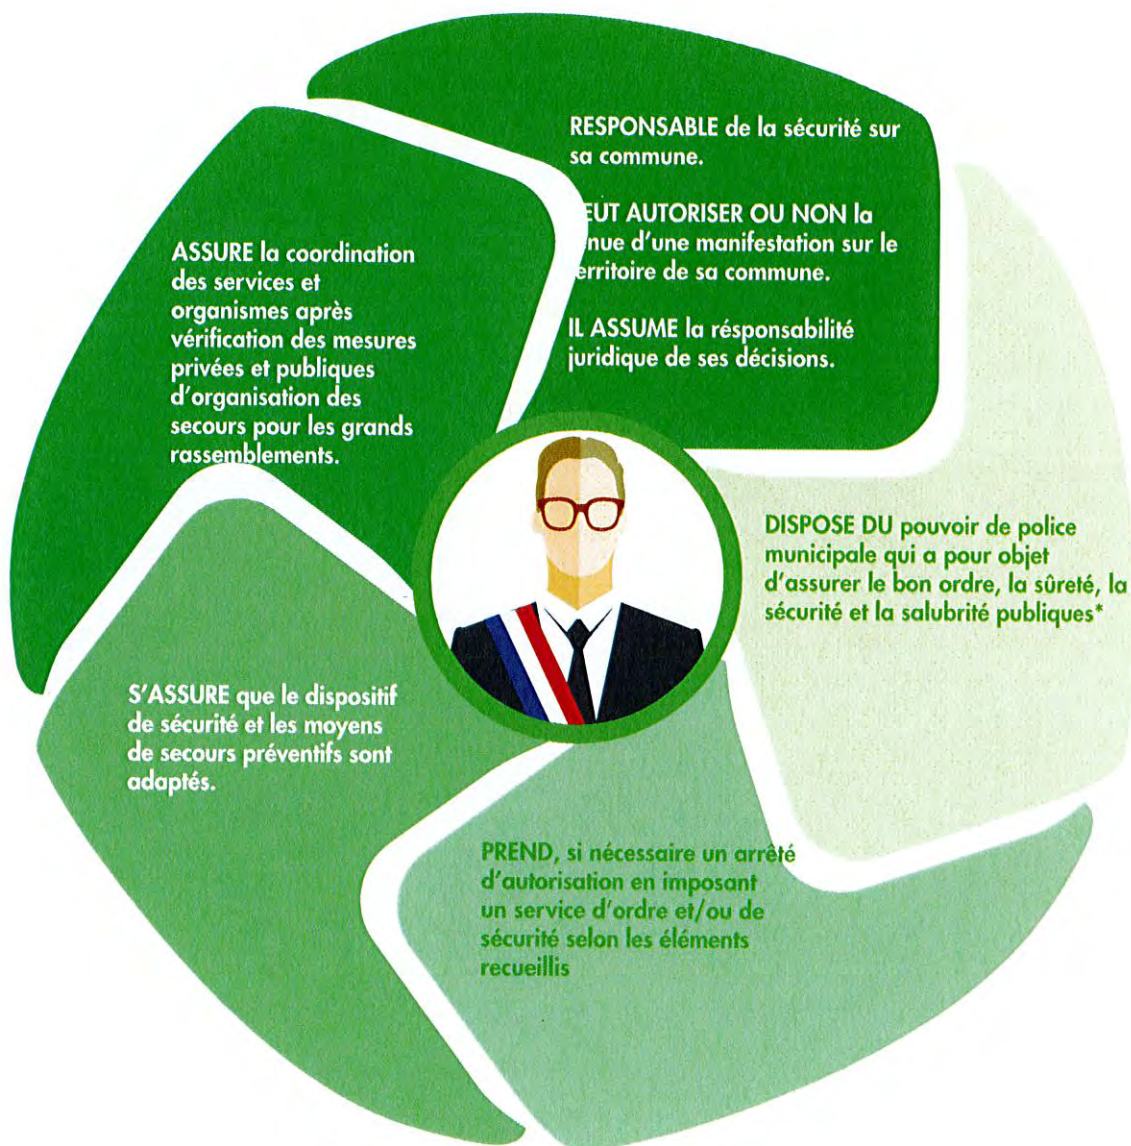 RESPONSABLE de la sécurité sur
sa commune.
EUT AUTORISER OU NON la
nue d'une manifestation sur le
erritoire de sa commune.
IL ASSUME la résponsabilité
juridique de ses décisions.
DISPOSE DU pouvoir de police
municipale qui a pour objet
d'assurer le bon ordre, la sûreté, la
sécurité et la salubrité publiques*
PREND, si nécessaire un arrêté
d'autorisation en imposant
un service d'ordre et/ou de
sécurité selon les éléments
recueillis
S'ASSURE que le dispositif
de sécurité et les moyens
de secours préventifs sont
adaptés.
ASSURE la coordination
des services et
organismes après
vérification des mesures
privées et publiques
d'organisation des
secours pour les grands
rassemblements.